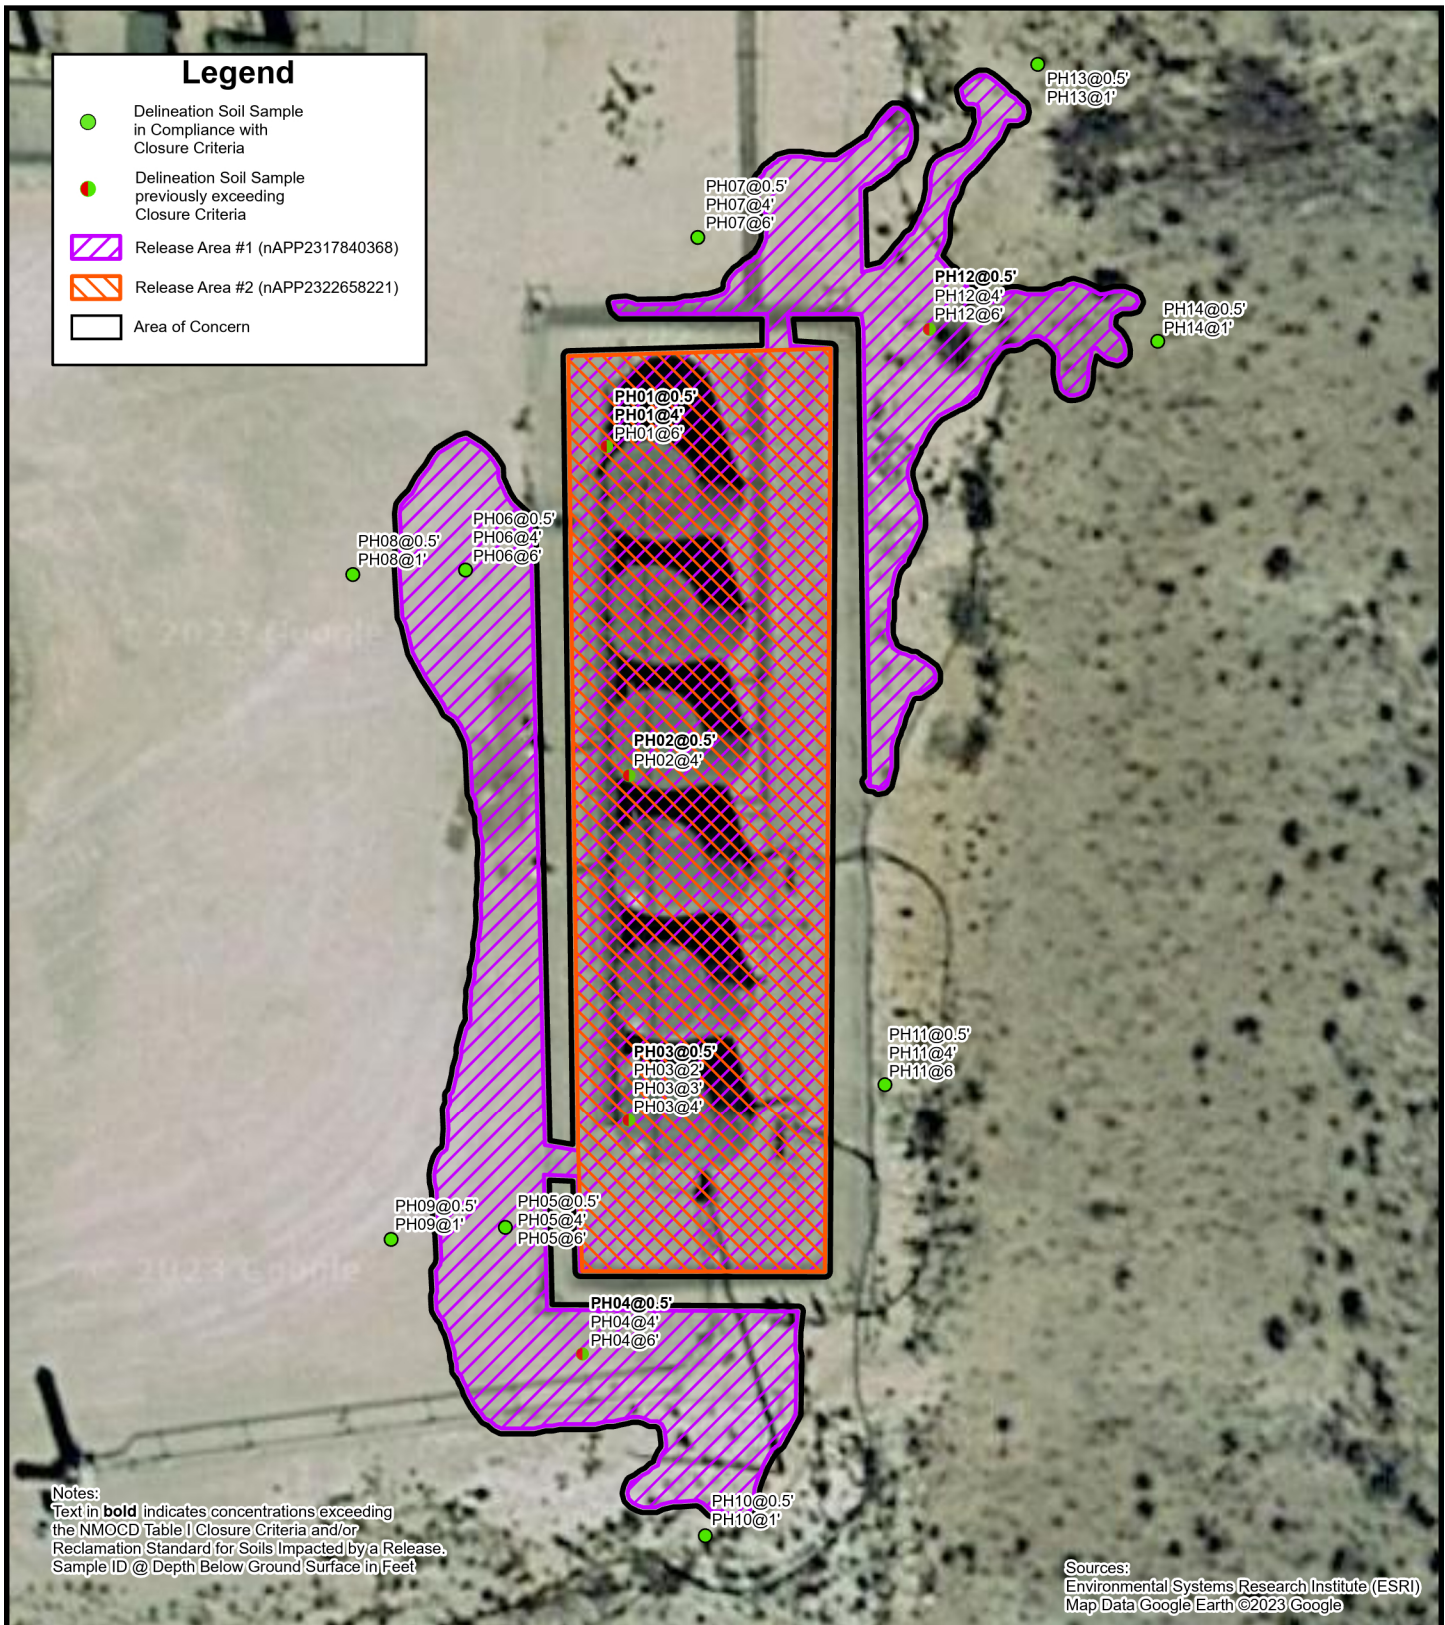 Legend
Delineation Soil Sample
in Compliance with
Closure Criteria
Delineation Soil Sample
previously exceeding
Closure Criteria
Release Area #1 (nAPP2317840368)
Release Area #2 (nAPP2322658221)
Area of Concern
PH13@0.5'
PH13@1'
PH07@0.5'
PH07@4'
PH07@6'
PH12@0.5'
PH12@4'
PH12@6'
PH14@0.5'
PH14@1'
PH01@0.5'
PH01@4'
PH01@6'
PH06@0.5'
PH06@4'
PH06@6'
PH08@0.5'
PH08@1'
2023 Google
PH02@0.5'
PH02@4'
PH03@0.5'
PH03@2'
PH03@3'
PH03@4'
PH11@0.5'
PH11@4'
PH11@6
PH09@0.5'
PH09@1'
PH05@0.5'
PH05@4'
PH05@6'
2023 Google
PH04@0.5'
PH04@4'
PH04@6'
PH10@0.5'
PH10@1'
Notes:
Text in bold indicates concentrations exceeding
the NMOCD Table I Closure Criteria and/or
Reclamation Standard for Soils Impacted by a Release.
Sample ID @ Depth Below Ground Surface in Feet
Sources:
Environmental Systems Research Institute (ESRI)
Map Data Google Earth ©2023 Google